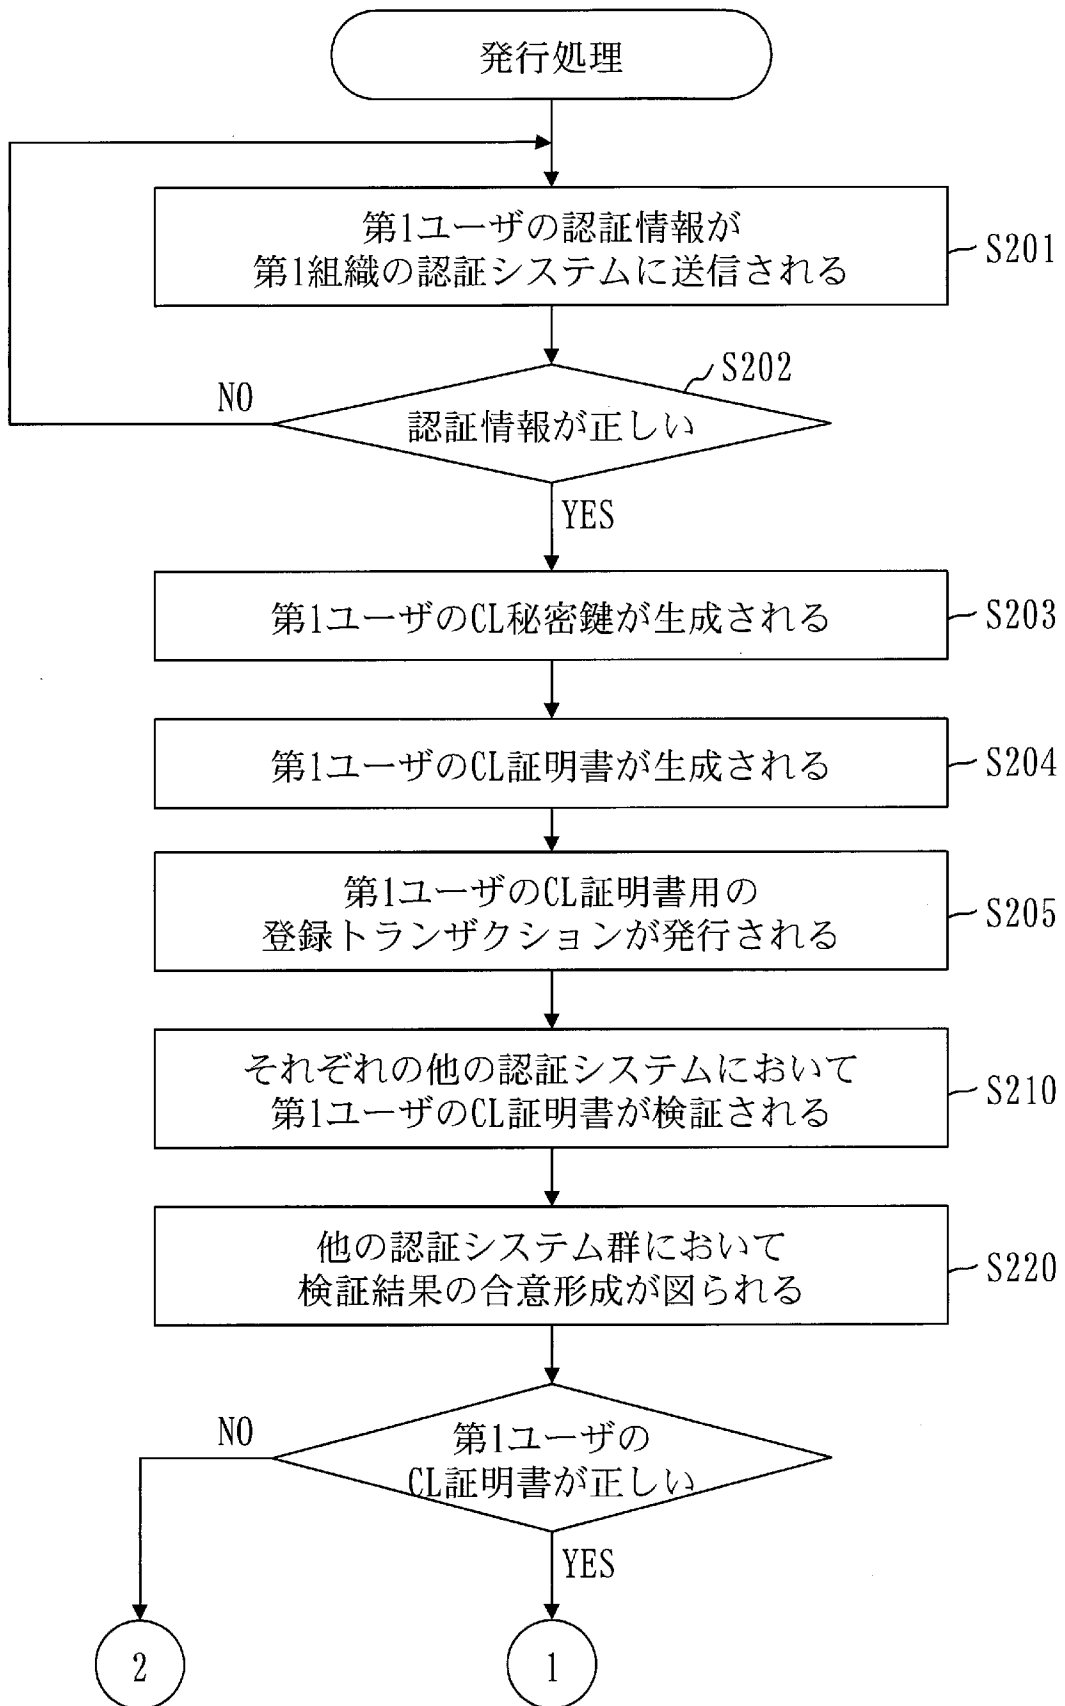 発行処理
第1ユーザの認証情報が
第1組織の認証システムに送信される
S201
S202
NO
認証情報が正しい
YES
第1ユーザのCL秘密鍵が生成される
S203
第1ユーザのCL証明書が生成される
S204
第1ユーザのCL証明書用の
登録トランザクションが発行される
S205
それぞれの他の認証システムにおいて
第1ユーザのCL証明書が検証される
S210
他の認証システム群において
検証結果の合意形成が図られる
S220
NO
第1ユーザの
CL証明書が正しい
YES
2
1